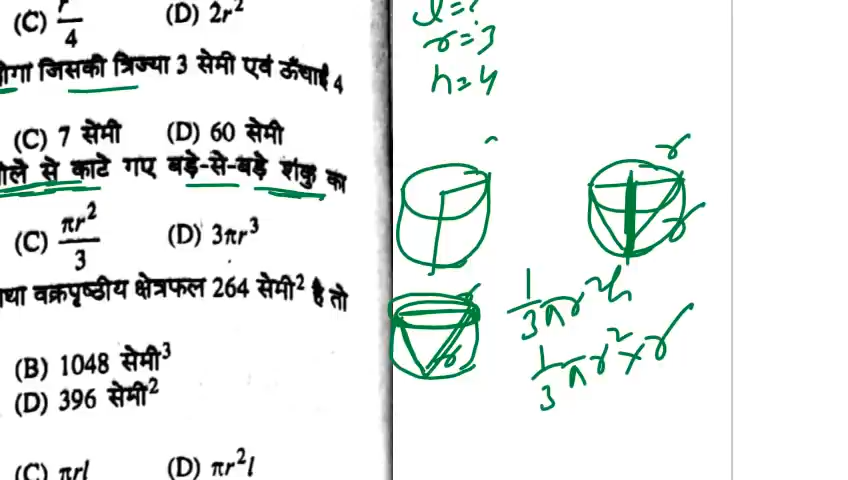 (C) r/4 (D) 2r²
जिसकी त्रिज्या 3 सेमी एवं ऊँचाई 4
(C) 7 सेमी (D) 60 सेमी
से काटे गए बड़े-से-बड़े शंकु का
(C) πr²/3 (D) 3πr³
वक्रपृष्ठीय क्षेत्रफल 264 सेमी² है तो
(B) 1048 सेमी³
(D) 396 सेमी²
(C) πrl (D) πr²l
l=?
r=3
h=4
r
r
r
r
1/3 πr²h
1/3 πr²×r